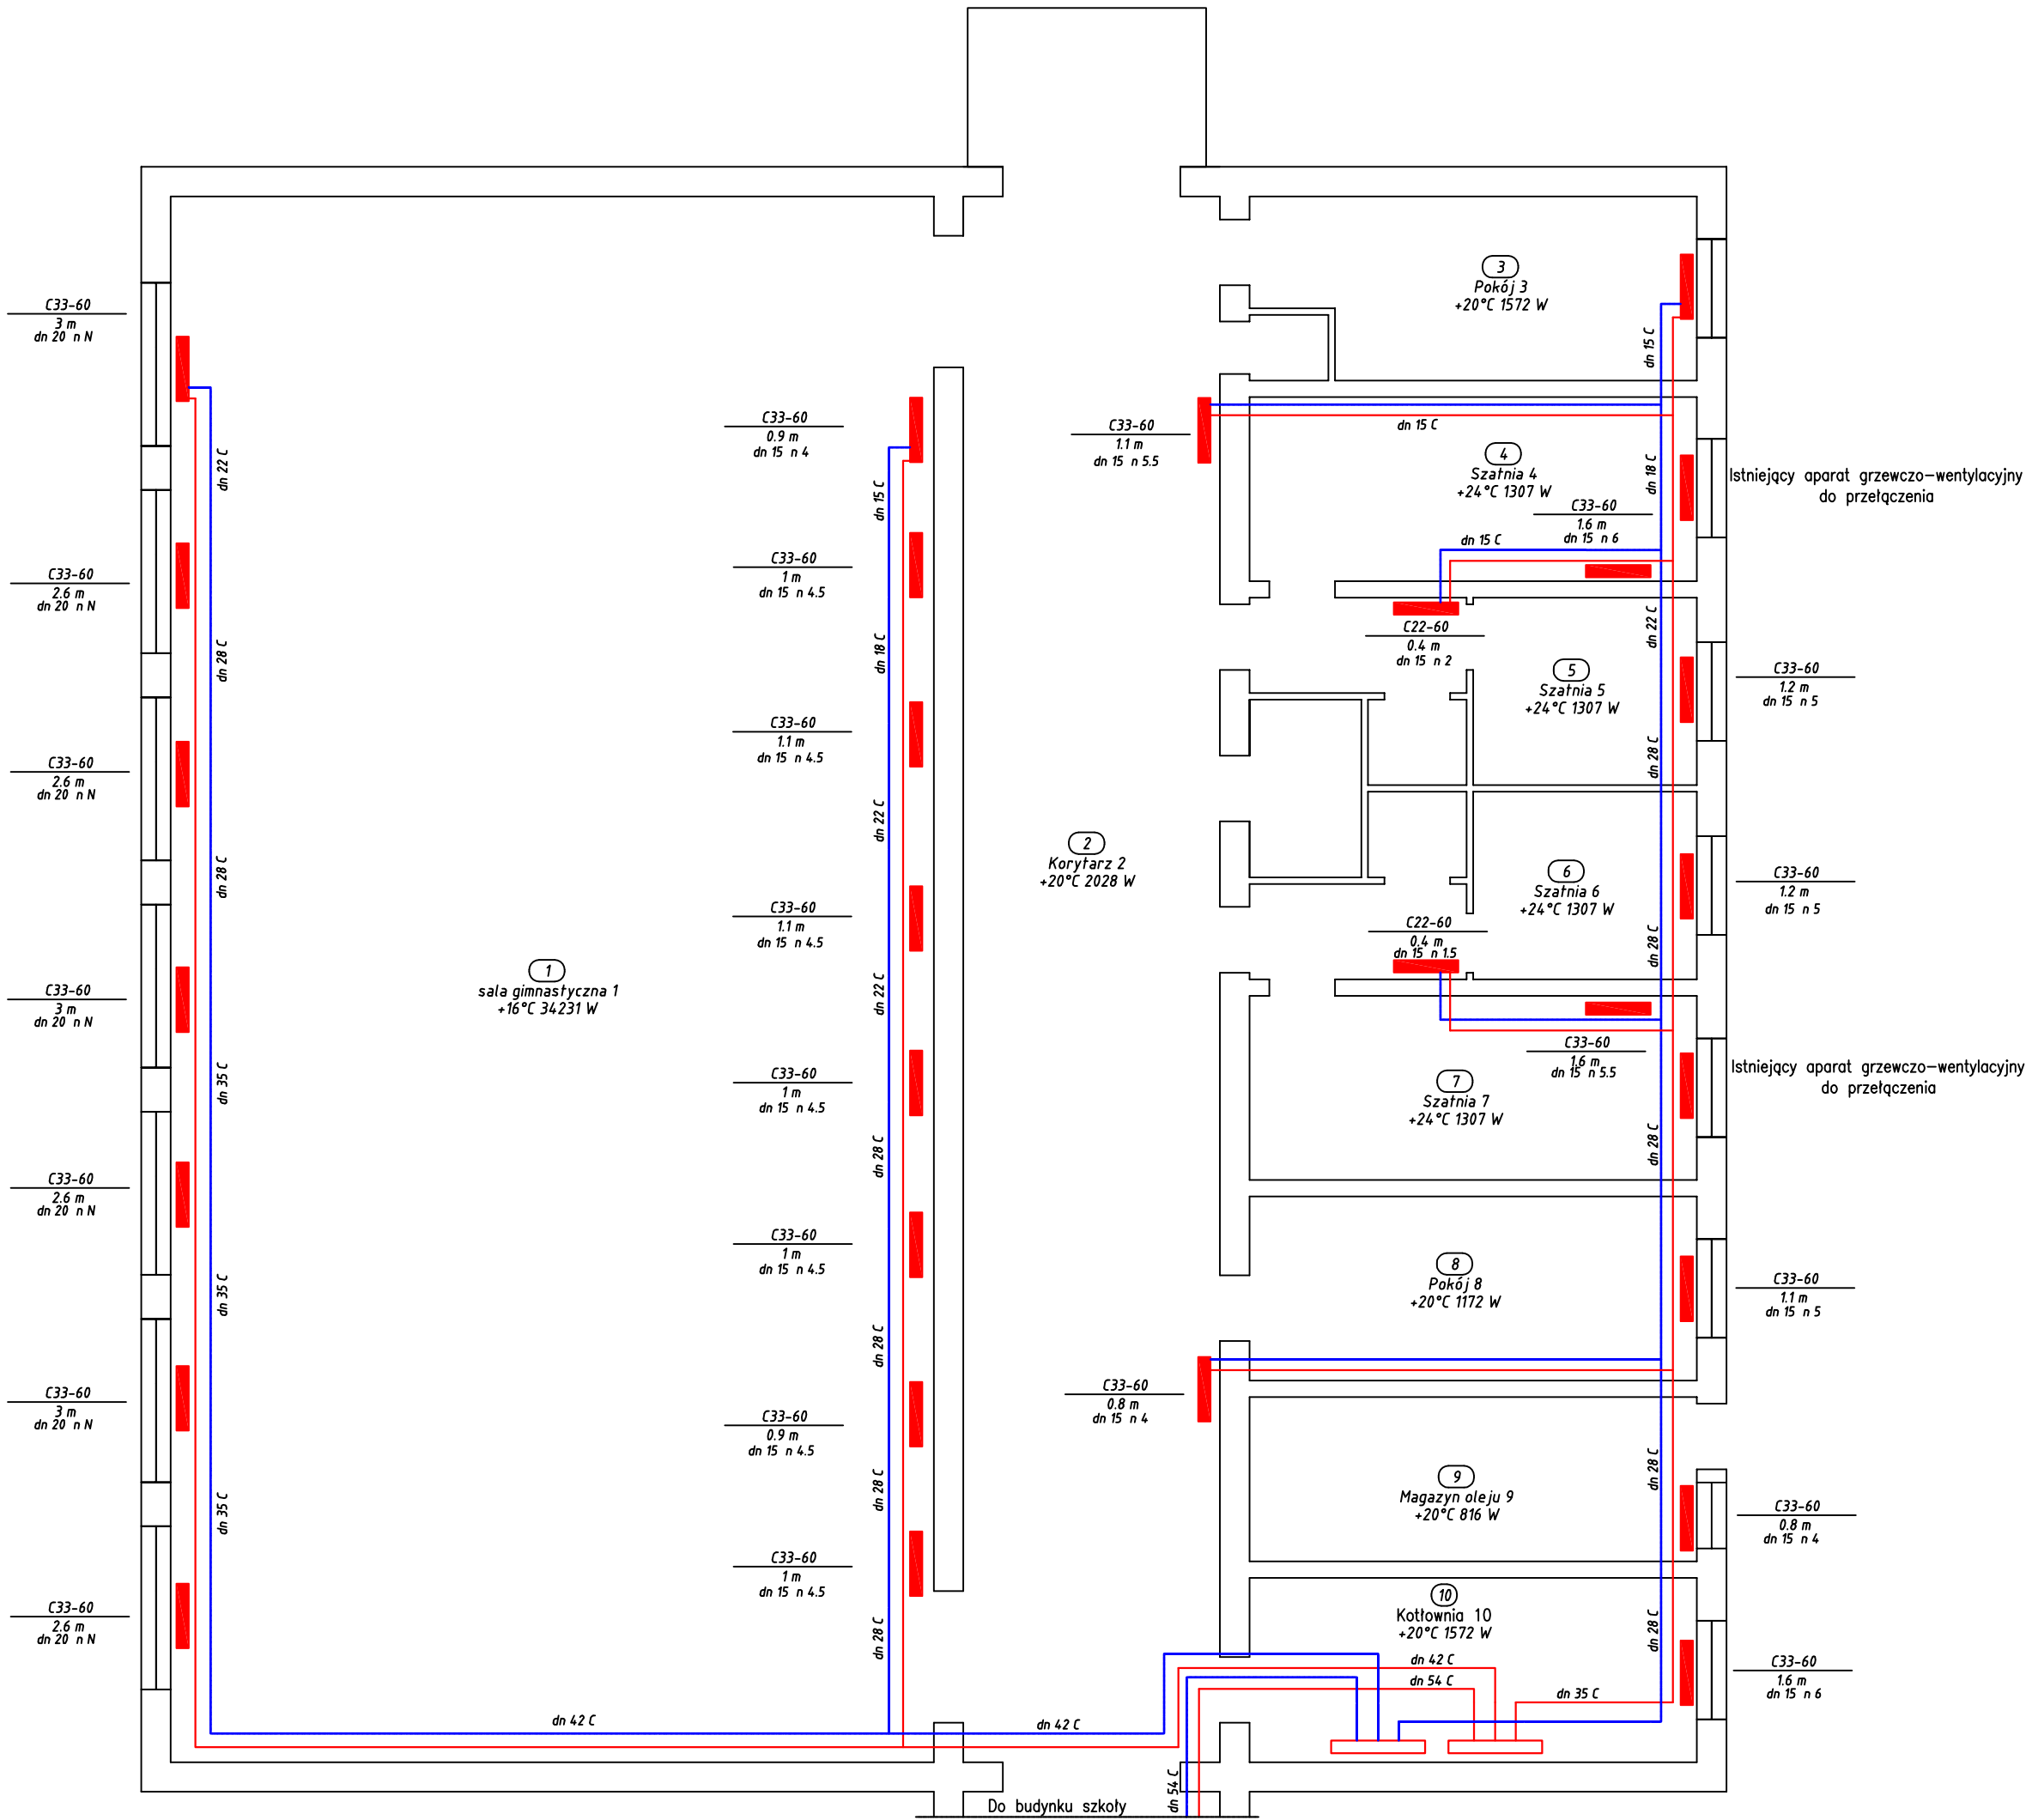 3
Pokój 3
+20°C 1572 W
C33-60
3 m
dn 20 n N
dn 15 C
C33-60
0.9 m
dn 15 n 4
C33-60
1.1 m
dn 15 n 5.5
dn 15 C
4
Szatnia 4
+24°C 1307 W
dn 22 C
dn 15 C
dn 18 C
Istniejący aparat grzewczo-wentylacyjny
do przełączenia
C33-60
1.6 m
dn 15 n 6
dn 15 C
C33-60
2.6 m
dn 20 n N
C33-60
1 m
dn 15 n 4.5
dn 28 C
dn 18 C
C22-60
0.4 m
dn 15 n 2
dn 22 C
5
Szatnia 5
+24°C 1307 W
C33-60
1.2 m
dn 15 n 5
C33-60
2.6 m
dn 20 n N
C33-60
1.1 m
dn 15 n 4.5
dn 28 C
dn 28 C
dn 22 C
2
Korytarz 2
+20°C 2028 W
6
Szatnia 6
+24°C 1307 W
C33-60
1.2 m
dn 15 n 5
C33-60
1.1 m
dn 15 n 4.5
C22-60
0.4 m
dn 15 n 1.5
dn 28 C
1
sala gimnastyczna 1
+16°C 34231 W
C33-60
3 m
dn 20 n N
dn 22 C
C33-60
1.6 m
dn 15 n 5.5
dn 35 C
C33-60
1 m
dn 15 n 4.5
7
Szatnia 7
+24°C 1307 W
Istniejący aparat grzewczo-wentylacyjny
do przełączenia
dn 28 C
dn 28 C
C33-60
2.6 m
dn 20 n N
C33-60
1 m
dn 15 n 4.5
8
Pokój 8
+20°C 1172 W
C33-60
1.1 m
dn 15 n 5
dn 35 C
dn 28 C
C33-60
3 m
dn 20 n N
C33-60
0.9 m
dn 15 n 4.5
C33-60
0.8 m
dn 15 n 4
dn 35 C
dn 28 C
dn 28 C
9
Magazyn oleju 9
+20°C 816 W
C33-60
0.8 m
dn 15 n 4
C33-60
2.6 m
dn 20 n N
C33-60
1 m
dn 15 n 4.5
dn 28 C
10
Kotłownia 10
+20°C 1572 W
dn 28 C
C33-60
1.6 m
dn 15 n 6
dn 42 C
dn 54 C
dn 35 C
dn 42 C
dn 42 C
dn 54 C
Do budynku szkoły